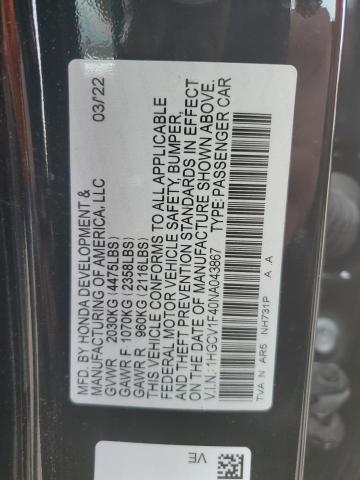 MFD. BY HONDA DEVELOPMENT & 03/22
MANUFACTURING OF AMERICA, LLC
GVWR 2030KG (4475LBS)
GAWR F 1070KG (2358LBS)
GAWR R 960KG (2116LBS)
THIS VEHICLE CONFORMS TO ALL APPLICABLE
FEDERAL MOTOR VEHICLE SAFETY, BUMPER,
AND THEFT PREVENTION STANDARDS IN EFFECT
ON THE DATE OF MANUFACTURE SHOWN ABOVE.
V.I.N.: 1HGCV1F40NA043867 TYPE: PASSENGER CAR
TVA N AR5 NH731P A .A
VE